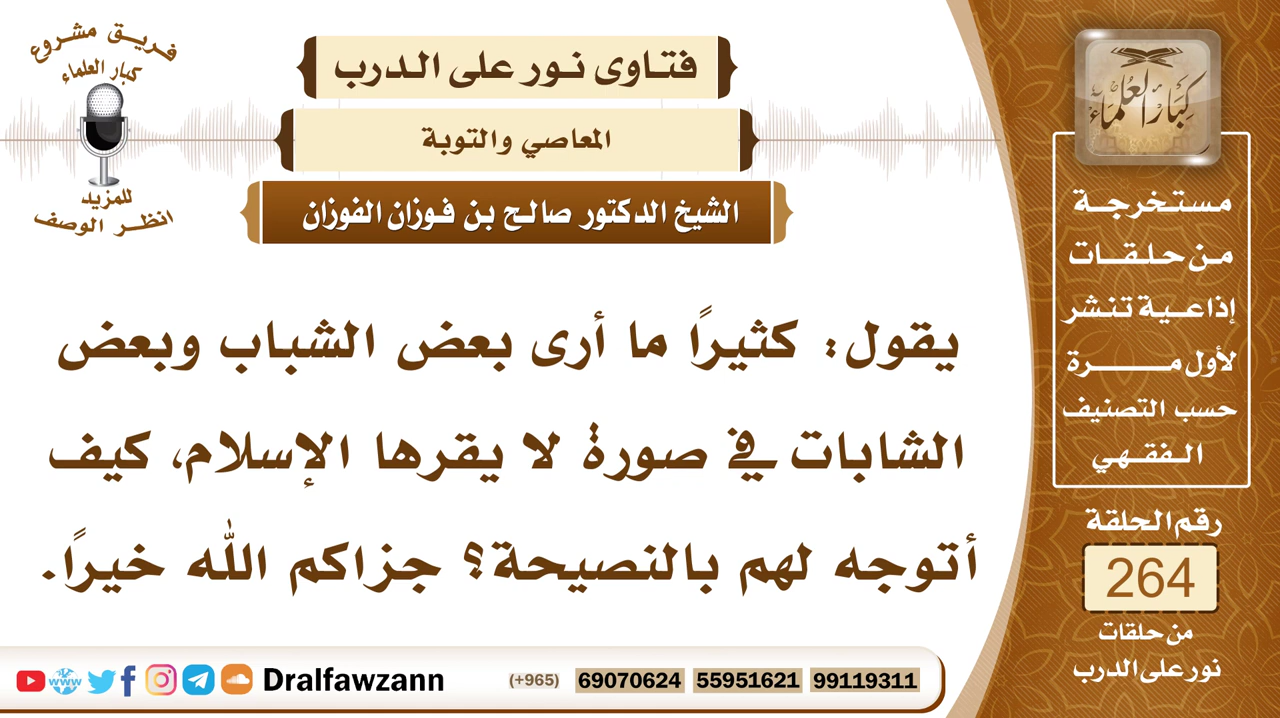 فريق مشروع
كبار العلماء
للمزيد
انظر الوصف
فتاوى نور على الدرب
المعاصي والتوبة
الشيخ الدكتور صالح بن فوزان الفوزان
كبار العلماء
مستخرجة
من حلقات
إذاعية تنشر
لأول مرة
حسب التصنيف
الفقهي
رقم الحلقة
264
من حلقات
نور على الدرب
يقول: كثيرًا ما أرى بعض الشباب وبعض
الشابات في صورة لا يقرها الإسلام، كيف
أتوجه لهم بالنصيحة؟ جزاكم الله خيرًا.
www Dralfawzann (+965) 69070624 55951621 99119311